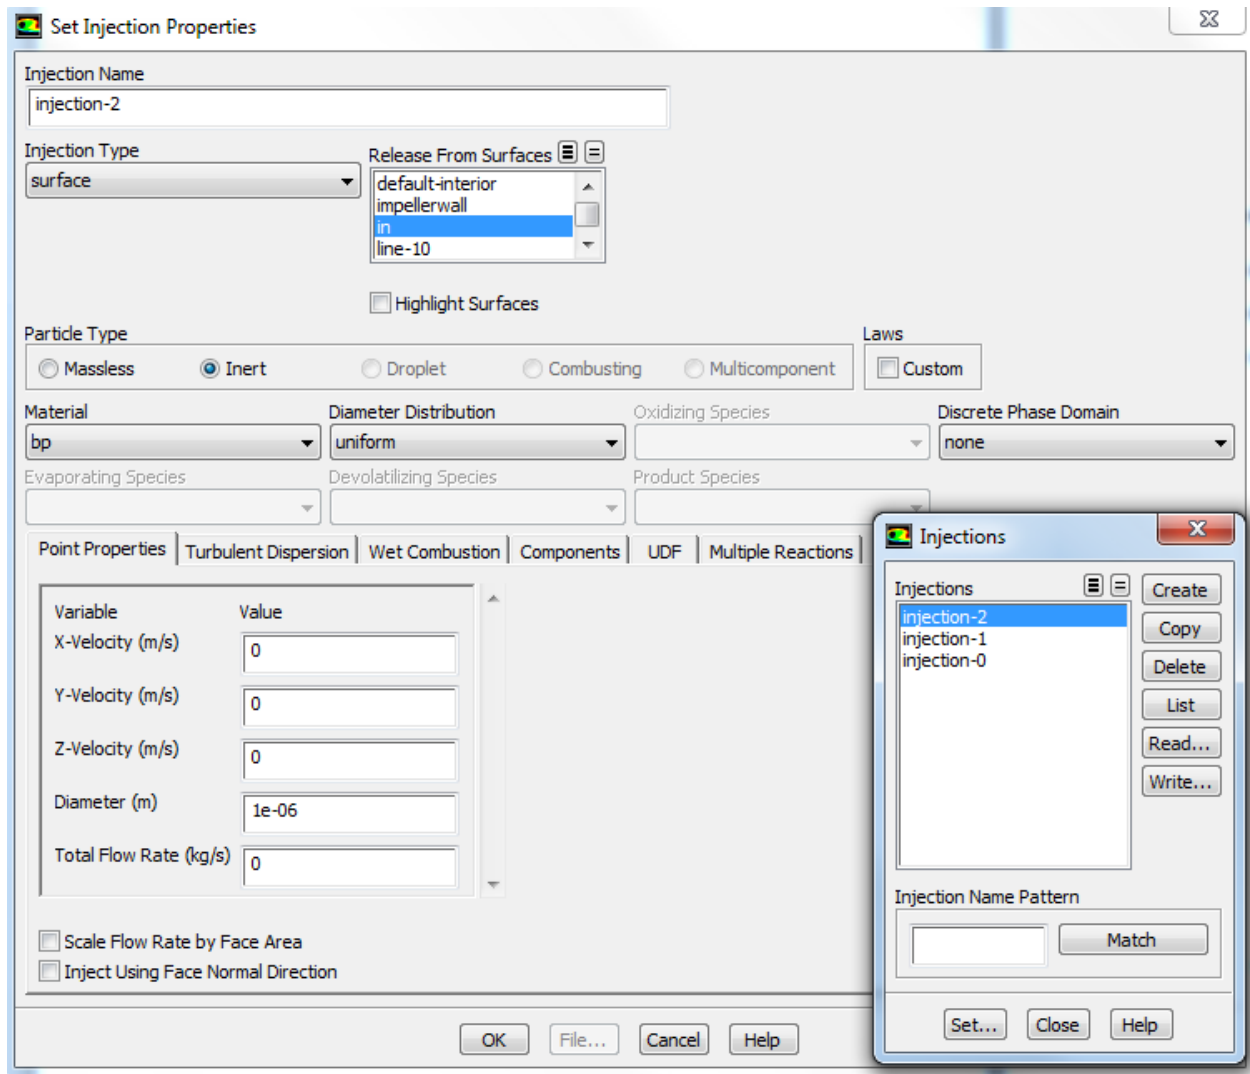 Set Injection Properties
Injection Name
injection-2
Injection Type
Release From Surfaces
surface
default-interior
impellerwall
in
line-10
Highlight Surfaces
Particle Type
Laws
Massless Inert Droplet Combusting Multicomponent
Custom
Material Diameter Distribution Oxidizing Species Discrete Phase Domain
bp uniform none
Evaporating Species Devolatilizing Species Product Species
Point Properties Turbulent Dispersion Wet Combustion Components UDF Multiple Reactions
Variable Value
X-Velocity (m/s) 0
Y-Velocity (m/s) 0
Z-Velocity (m/s) 0
Diameter (m) 1e-06
Total Flow Rate (kg/s) 0
Scale Flow Rate by Face Area
Inject Using Face Normal Direction
OK File... Cancel Help
Injections
Injections
injection-2
injection-1
injection-0
Create
Copy
Delete
List
Read...
Write...
Injection Name Pattern
Match
Set... Close Help